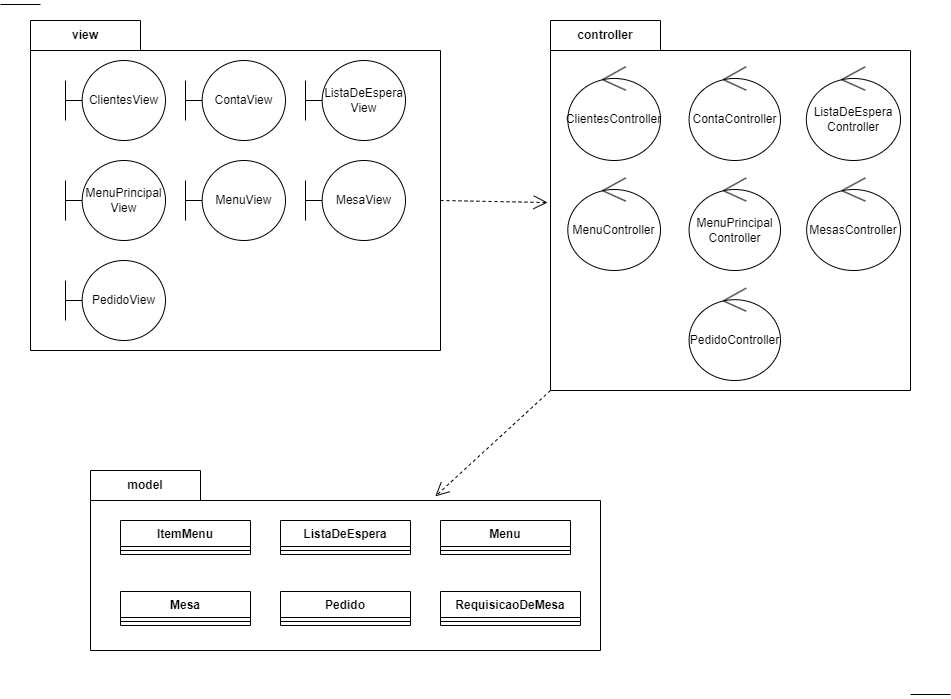 view
ClientesView
ContaView
ListaDeEspera
View
MenuPrincipal
View
MenuView
MesaView
PedidoView
controller
ClientesController
ContaController
ListaDeEspera
Controller
MenuController
MenuPrincipal
Controller
MesasController
PedidoController
model
ItemMenu
ListaDeEspera
Menu
Mesa
Pedido
RequisicaoDeMesa